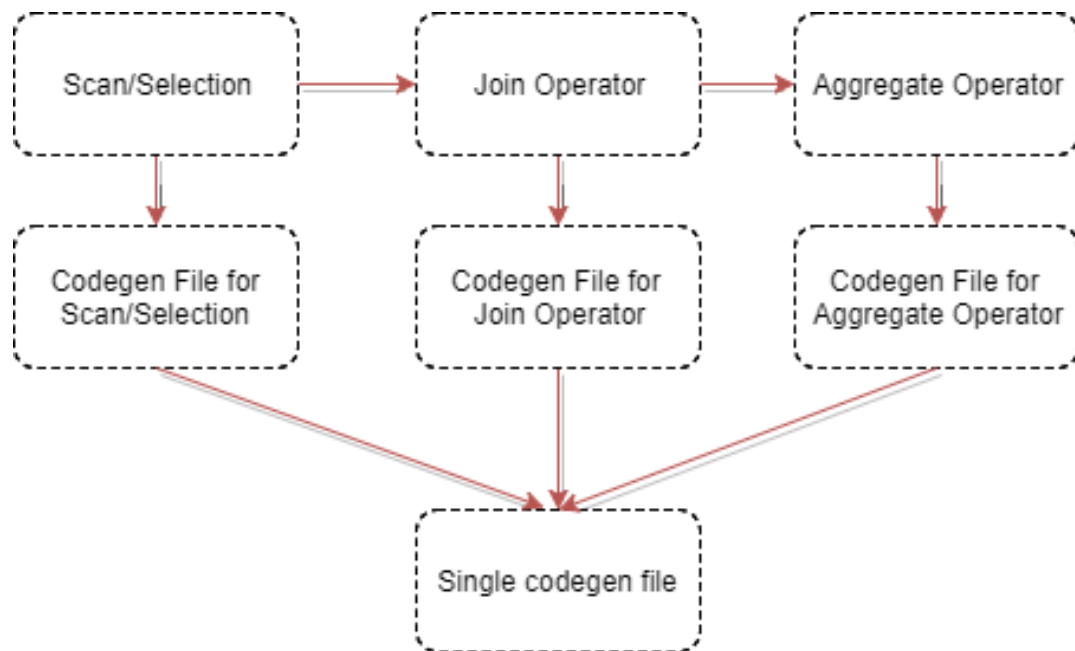 Scan/Selection
Join Operator
Aggregate Operator
Codegen File for
Scan/Selection
Codegen File for
Join Operator
Codegen File for
Aggregate Operator
Single codegen file